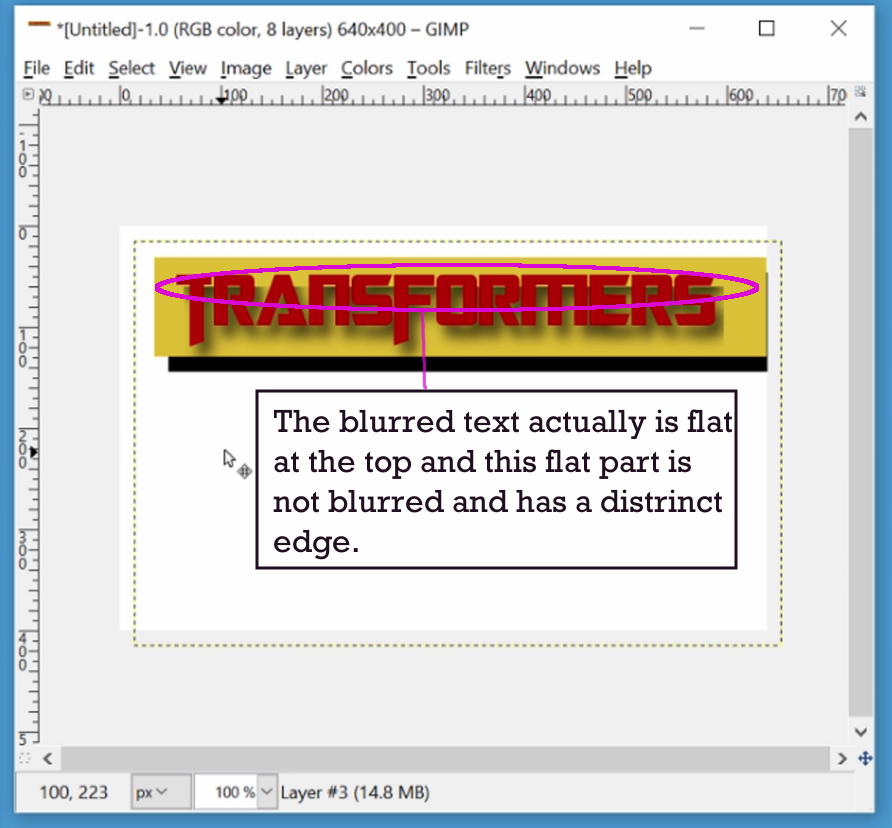 *[Untitled]-1.0 (RGB color, 8 layers) 640x400 – GIMP
File Edit Select View Image Layer Colors Tools Filters Windows Help
0 100 200 300 400 500 600 70
100
0
100
200
300
400
5
TRANSFORMERS
The blurred text actually is flat
at the top and this flat part is
not blurred and has a distrinct
edge.
100, 223 px 100 % Layer #3 (14.8 MB)